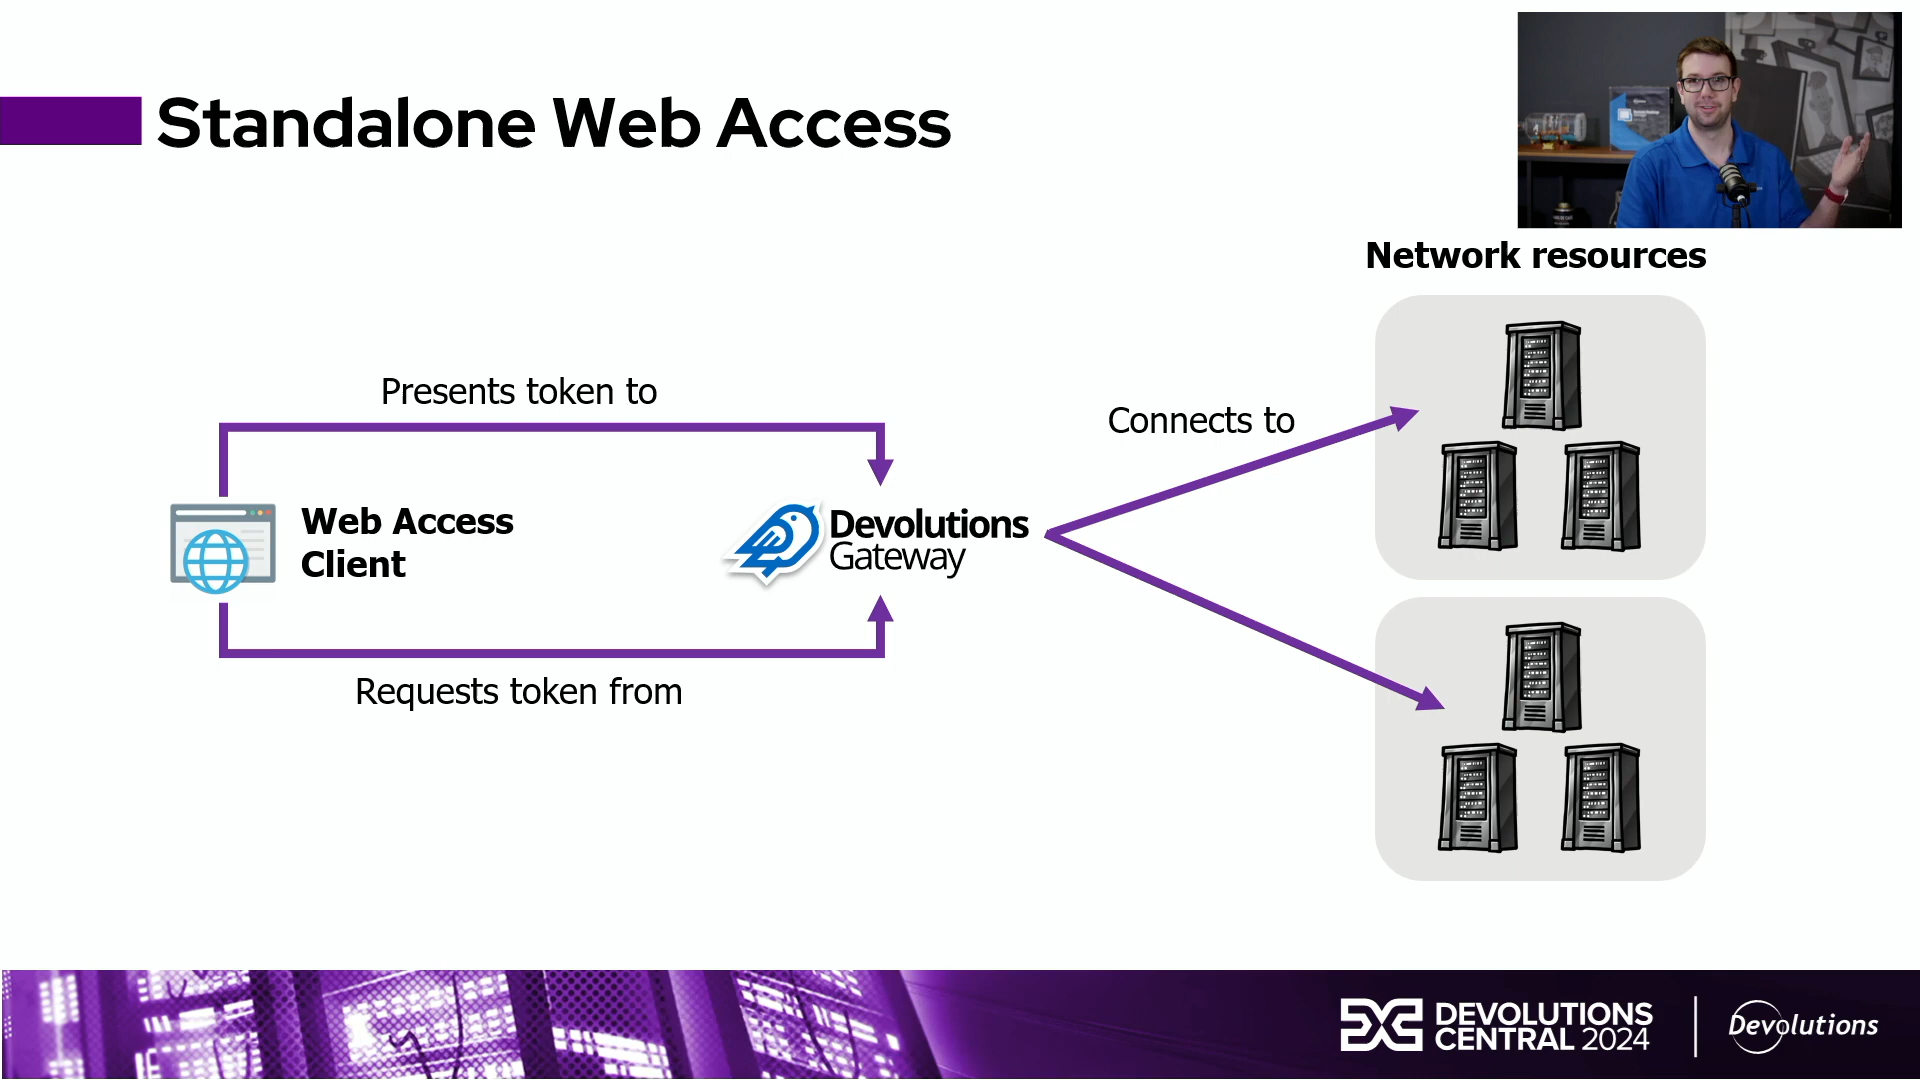 Standalone Web Access
Network resources
Presents token to
Connects to
Web Access
Client
Devolutions
Gateway
Requests token from
DEVOLUTIONS
CENTRAL 2024
Devolutions